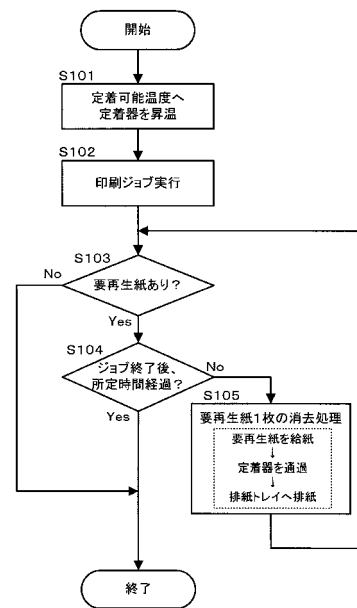 開始
S101
定着可能温度へ
定着器を昇温
S102
印刷ジョブ実行
S103
No
要再生紙あり?
Yes
S104
ジョブ終了後、
所定時間経過?
No
Yes
S105
要再生紙1枚の消去処理
要再生紙を給紙
↓
定着器を通過
↓
排紙トレイへ排紙
終了